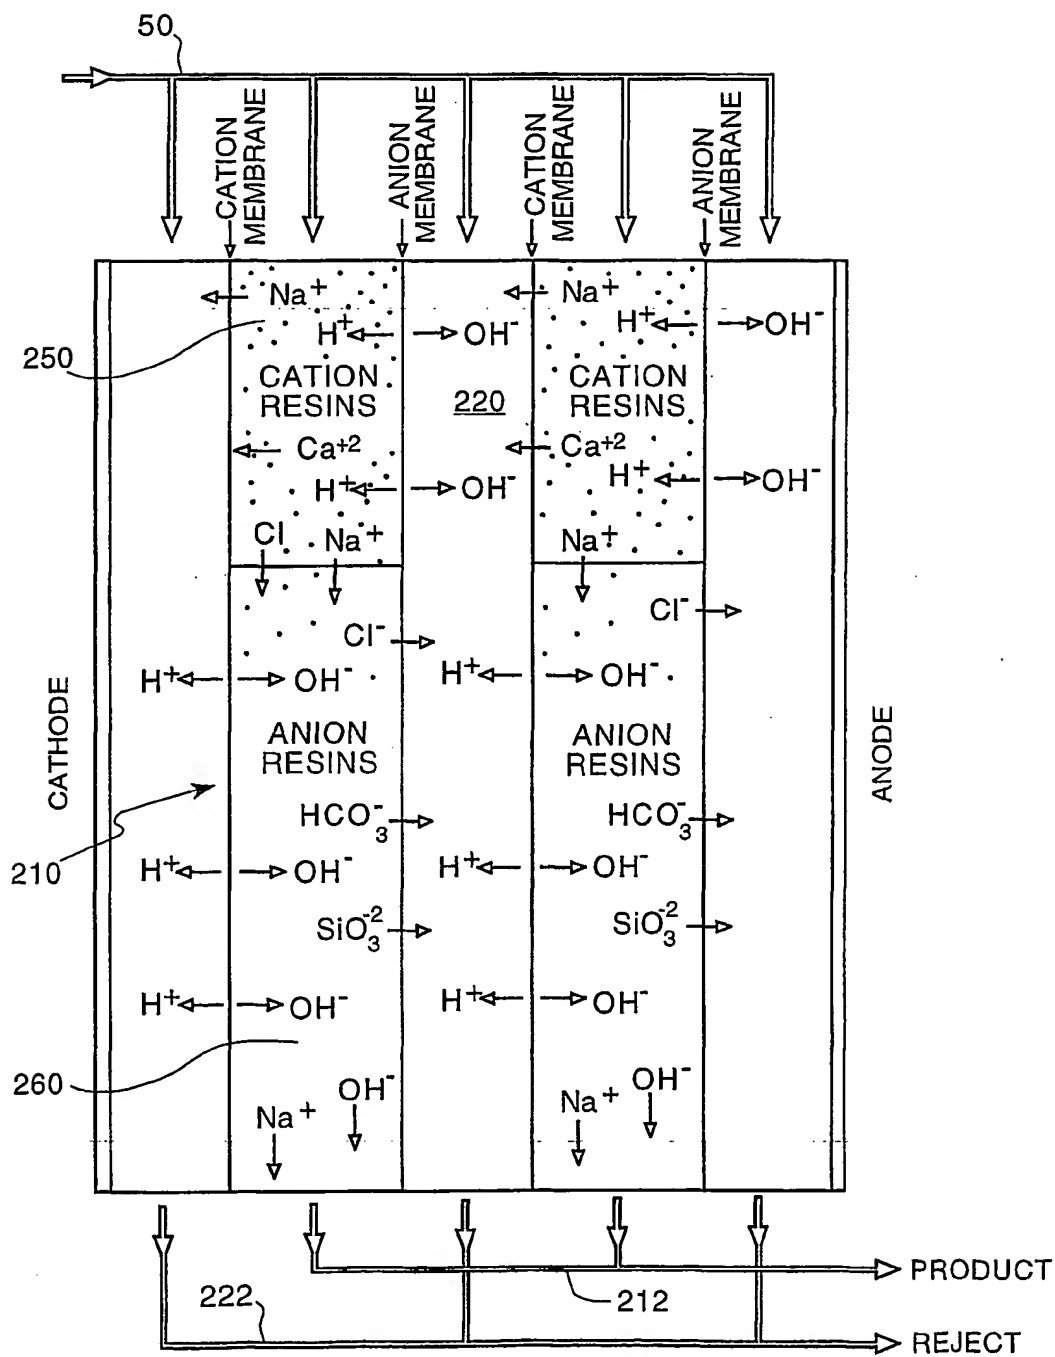 50
CATION
MEMBRANE
ANION
MEMBRANE
CATION
MEMBRANE
ANION
MEMBRANE
Na+
Na+
H+
OH-
H+
OH-
250
CATION
RESINS
220
CATION
RESINS
Ca+2
Ca+2
H+
OH-
H+
OH-
Cl
Na+
Na+
Cl-
Cl-
H+
OH-
H+
OH-
CATHODE
ANION
RESINS
ANION
RESINS
ANODE
HCO3-
HCO3-
210
H+
OH-
H+
OH-
SiO3-2
SiO3-2
H+
OH-
H+
OH-
260
Na+
OH-
Na+
OH-
PRODUCT
222
212
REJECT